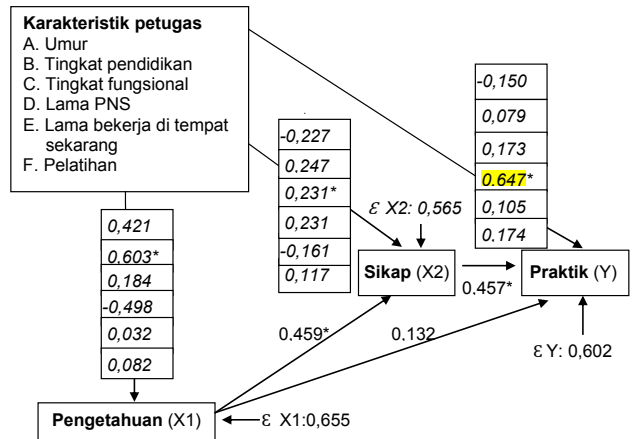 Karakteristik petugas
A. Umur
B. Tingkat pendidikan
C. Tingkat fungsional
D. Lama PNS
E. Lama bekerja di tempat
sekarang
F. Pelatihan
-0,150
0,079
0,173
0.647*
0,105
0.174
-0,227
0.247
0,231*
0,231
-0,161
0,117
0,421
0.603*
0,184
-0,498
0,032
0,082
ε X2: 0,565
Sikap (X2)
0.457*
Praktik (Y)
0.459*
0.132
ε Y: 0,602
Pengetahuan (X1)
ε X1:0,655